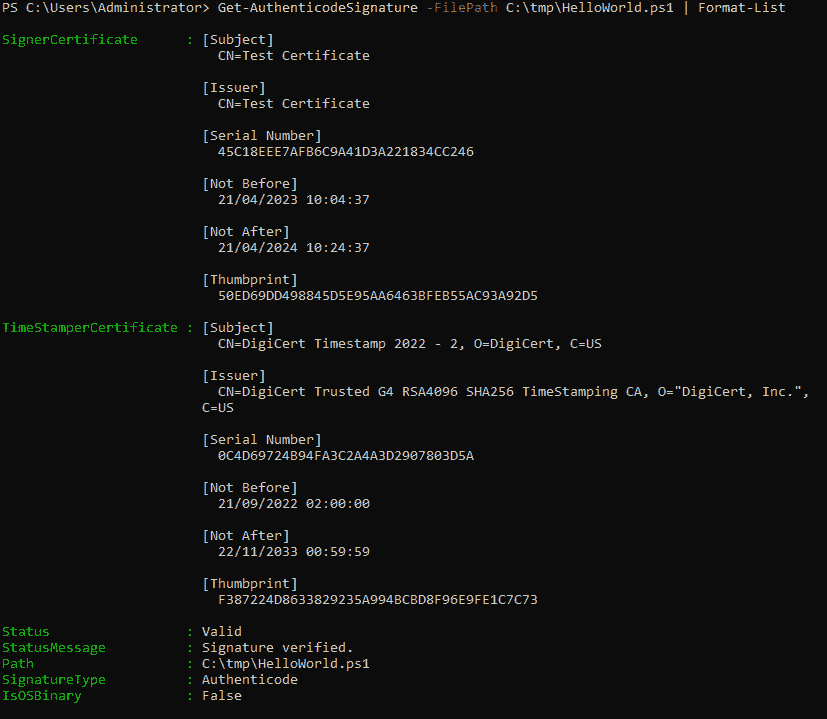 PS C:\Users\Administrator> Get-AuthenticodeSignature -FilePath C:\tmp\HelloWorld.ps1 | Format-List
SignerCertificate : [Subject]
CN=Test Certificate
[Issuer]
CN=Test Certificate
[Serial Number]
45C18EEE7AFB6C9A41D3A221834CC246
[Not Before]
21/04/2023 10:04:37
[Not After]
21/04/2024 10:24:37
[Thumbprint]
50ED69DD498845D5E95AA6463BFEB55AC93A92D5
TimeStamperCertificate : [Subject]
CN=DigiCert Timestamp 2022 - 2, O=DigiCert, C=US
[Issuer]
CN=DigiCert Trusted G4 RSA4096 SHA256 TimeStamping CA, O="DigiCert, Inc.",
C=US
[Serial Number]
0C4D69724B94FA3C2A4A3D2907803D5A
[Not Before]
21/09/2022 02:00:00
[Not After]
22/11/2033 00:59:59
[Thumbprint]
F387224D8633829235A994BCBD8F96E9FE1C7C73
Status : Valid
StatusMessage : Signature verified.
Path : C:\tmp\HelloWorld.ps1
SignatureType : Authenticode
IsOSBinary : False